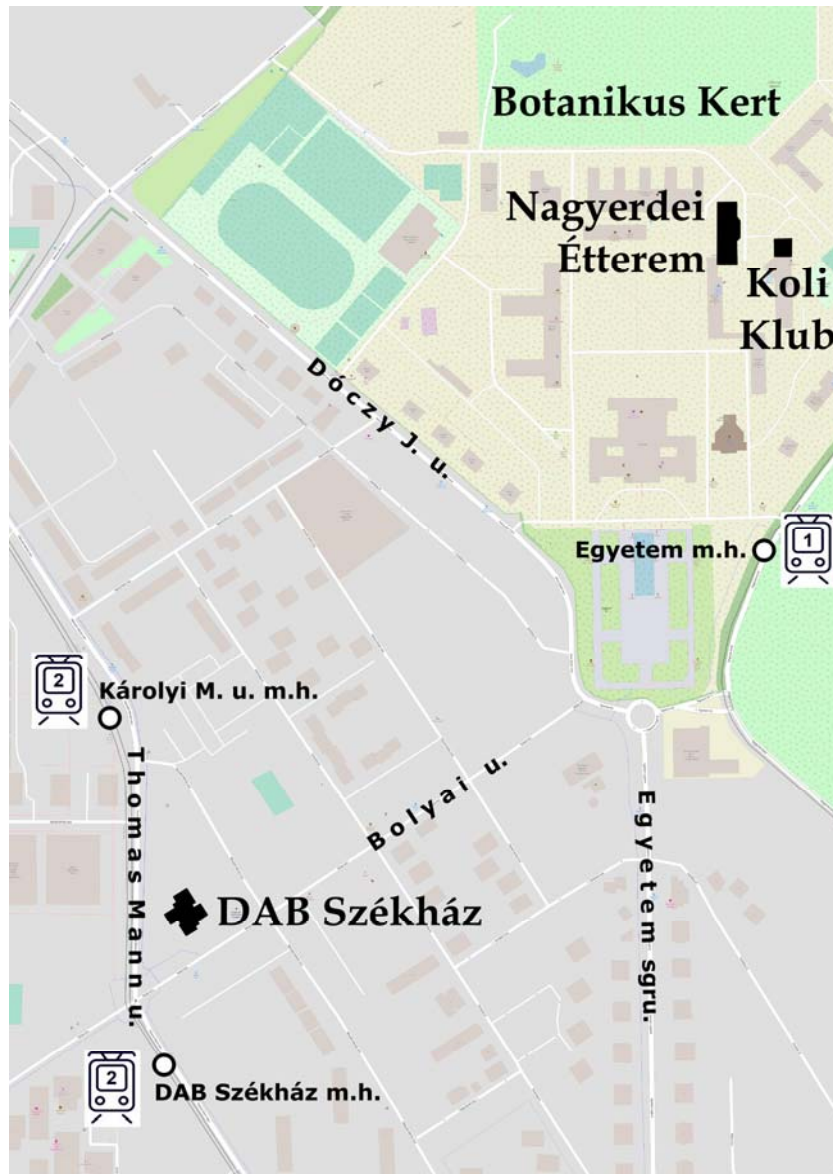 Botanikus Kert
Nagyerdei
Étterem
Koli
Klub
Dóczy J. u.
Egyetem m.h.
1
2
Károlyi M. u. m.h.
Thomas Mann u.
Bolyai u.
Egyetem sgru.
DAB Székház
2
DAB Székház m.h.